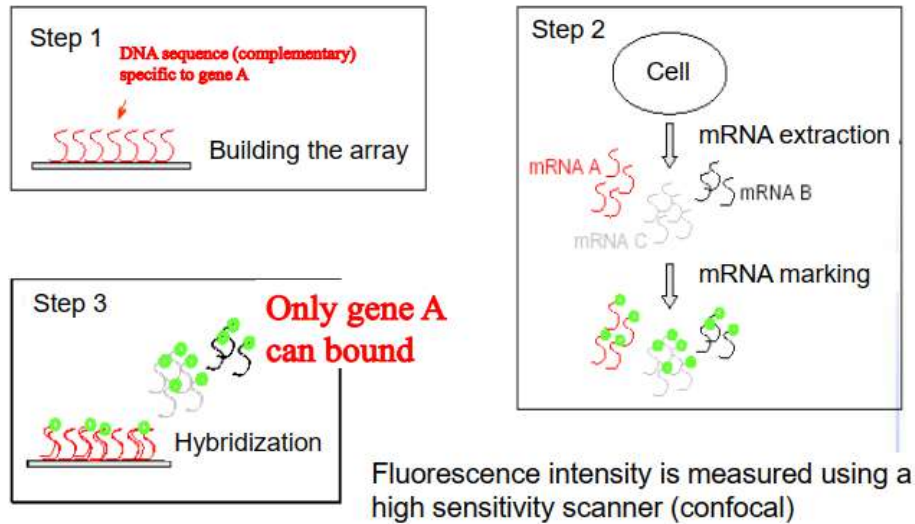 Step 1
DNA sequence (complementary)
specific to gene A
Building the array
Step 2
Cell
mRNA extraction
mRNA A
mRNA B
mRNA C
mRNA marking
Step 3
Only gene A
can bound
Hybridization
Fluorescence intensity is measured using a
high sensitivity scanner (confocal)